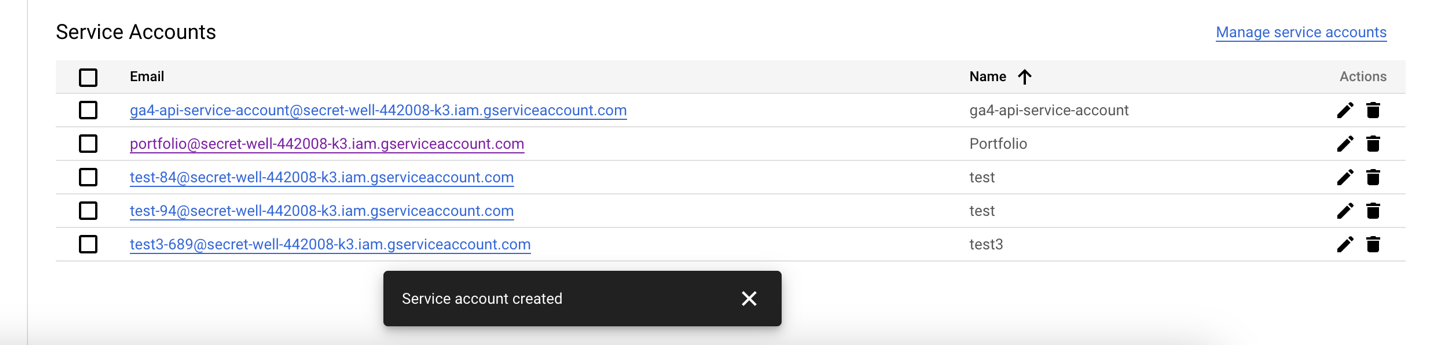 Service Accounts
Manage service accounts
Email Name Actions
ga4-api-service-account@secret-well-442008-k3.iam.gserviceaccount.com ga4-api-service-account
portfolio@secret-well-442008-k3.iam.gserviceaccount.com Portfolio
test-84@secret-well-442008-k3.iam.gserviceaccount.com test
test-94@secret-well-442008-k3.iam.gserviceaccount.com test
test3-689@secret-well-442008-k3.iam.gserviceaccount.com test3
Service account created